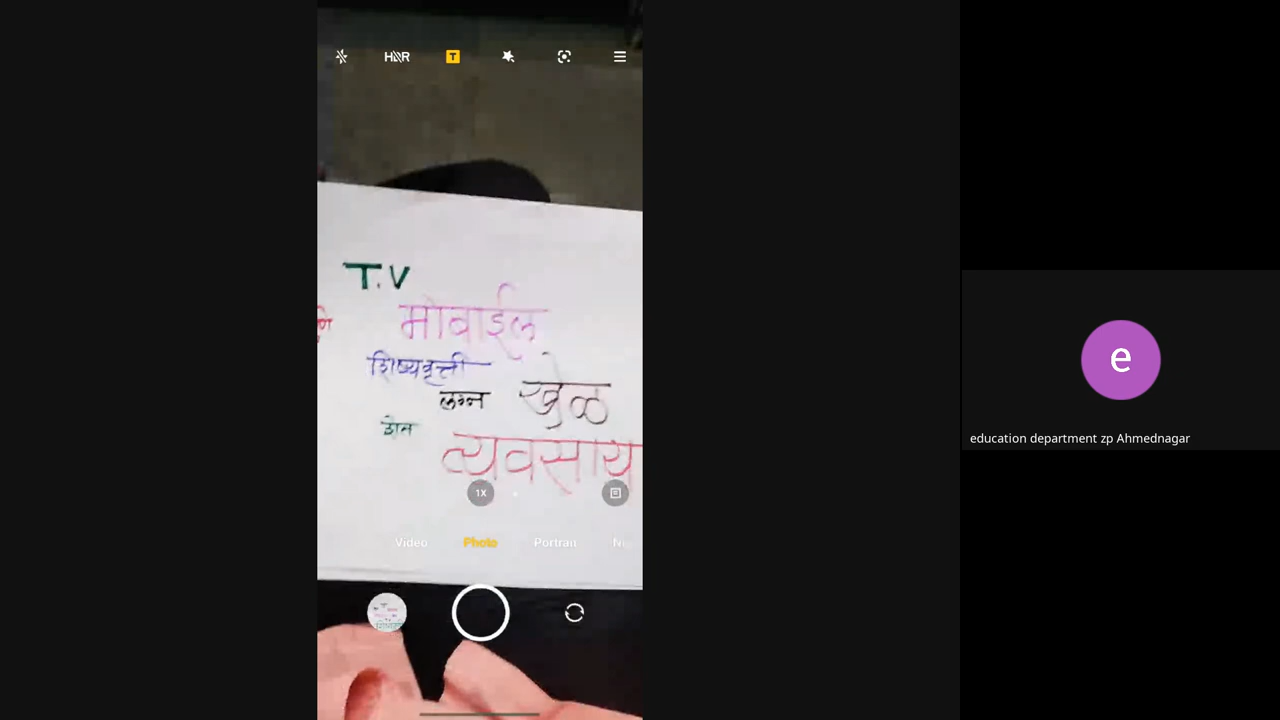 HDR
T
T.V
मोबाईल
शिष्यवृत्ती
लग्न खेळ
व्यवसाय
1X
Video Photo Portrait
e
education department zp Ahmednagar